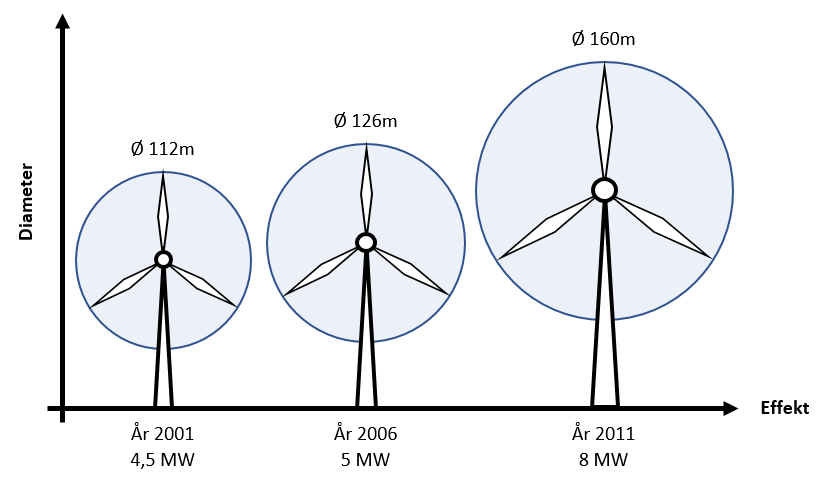 Ø 160m
Ø 126m
Ø 112m
Diameter
Effekt
År 2001
4,5 MW
År 2006
5 MW
År 2011
8 MW